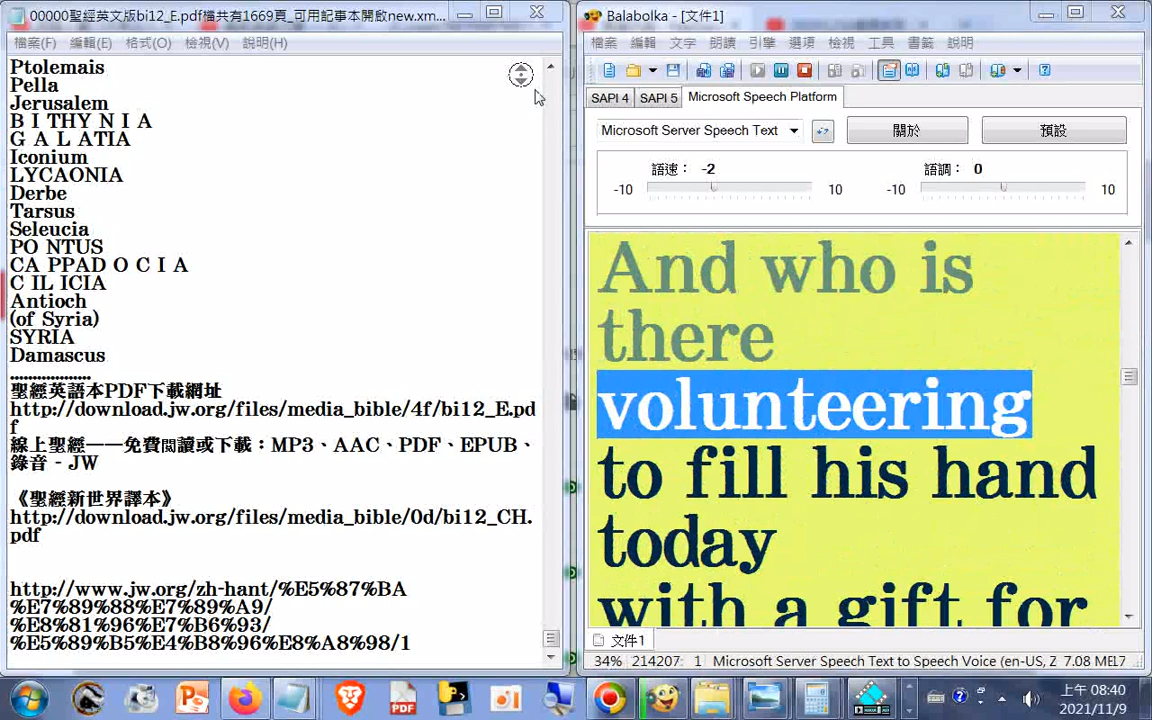 00000聖經英文版bi12_E.pdf檔共有1669頁_可用記事本開啟new.xm...
檔案(F) 編輯(E) 格式(O) 檢視(V) 說明(H)
Ptolemais
Pella
Jerusalem
B I THY N I A
G A L ATIA
Iconium
LYCAONIA
Derbe
Tarsus
Seleucia
PO NTUS
CA PPAD O C I A
C IL ICIA
Antioch
(of Syria)
SYRIA
Damascus
..................
聖經英語本PDF下載網址
http://download.jw.org/files/media_bible/4f/bi12_E.pd
f
線上聖經——免費閱讀或下載：MP3、AAC、PDF、EPUB、
錄音 - JW
《聖經新世界譯本》
http://download.jw.org/files/media_bible/0d/bi12_CH.
pdf
http://www.jw.org/zh-hant/%E5%87%BA
%E7%89%88%E7%89%A9/
%E8%81%96%E7%B6%93/
%E5%89%B5%E4%B8%96%E8%A8%98/1
Balabolka - [文件1]
檔案 編輯 文字 朗讀 引擎 選項 檢視 工具 書籤 說明
SAPI 4 SAPI 5 Microsoft Speech Platform
Microsoft Server Speech Text 關於 預設
語速： -2 語調： 0
-10 10 -10 10
And who is
there
volunteering
to fill his hand
today
with a gift for
文件1
34% 214207: 1 Microsoft Server Speech Text to Speech Voice (en-US, Z 7.08 ME
上午 08:40
2021/11/9